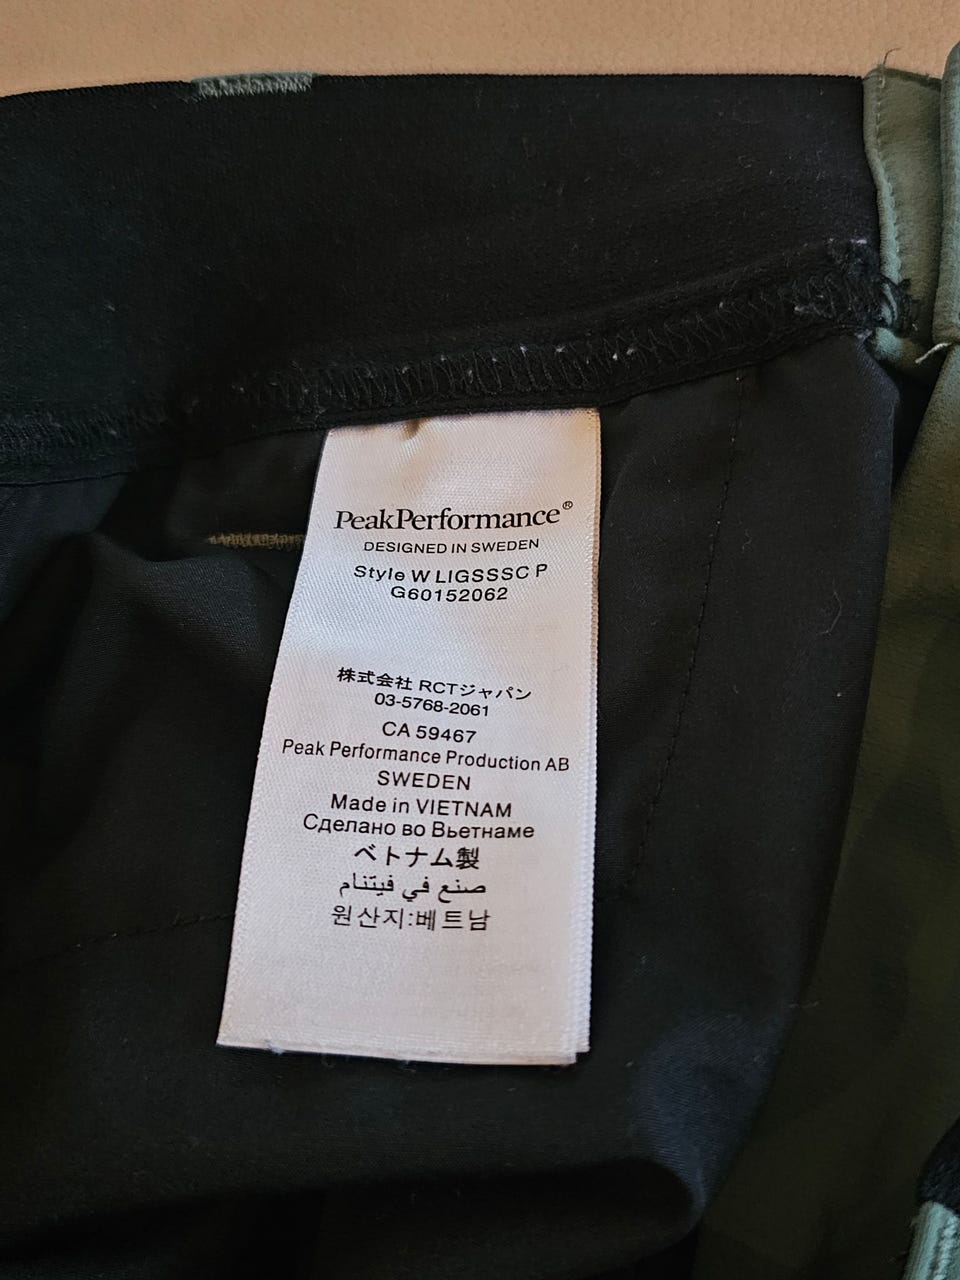 PeakPerformance®
DESIGNED IN SWEDEN
Style W LIGSSSC P
G60152062
株式会社 RCTジャパン
03-5768-2061
CA 59467
Peak Performance Production AB
SWEDEN
Made in VIETNAM
Сделано во Вьетнаме
ベトナム製
صنع في فيتنام
원산지:베트남